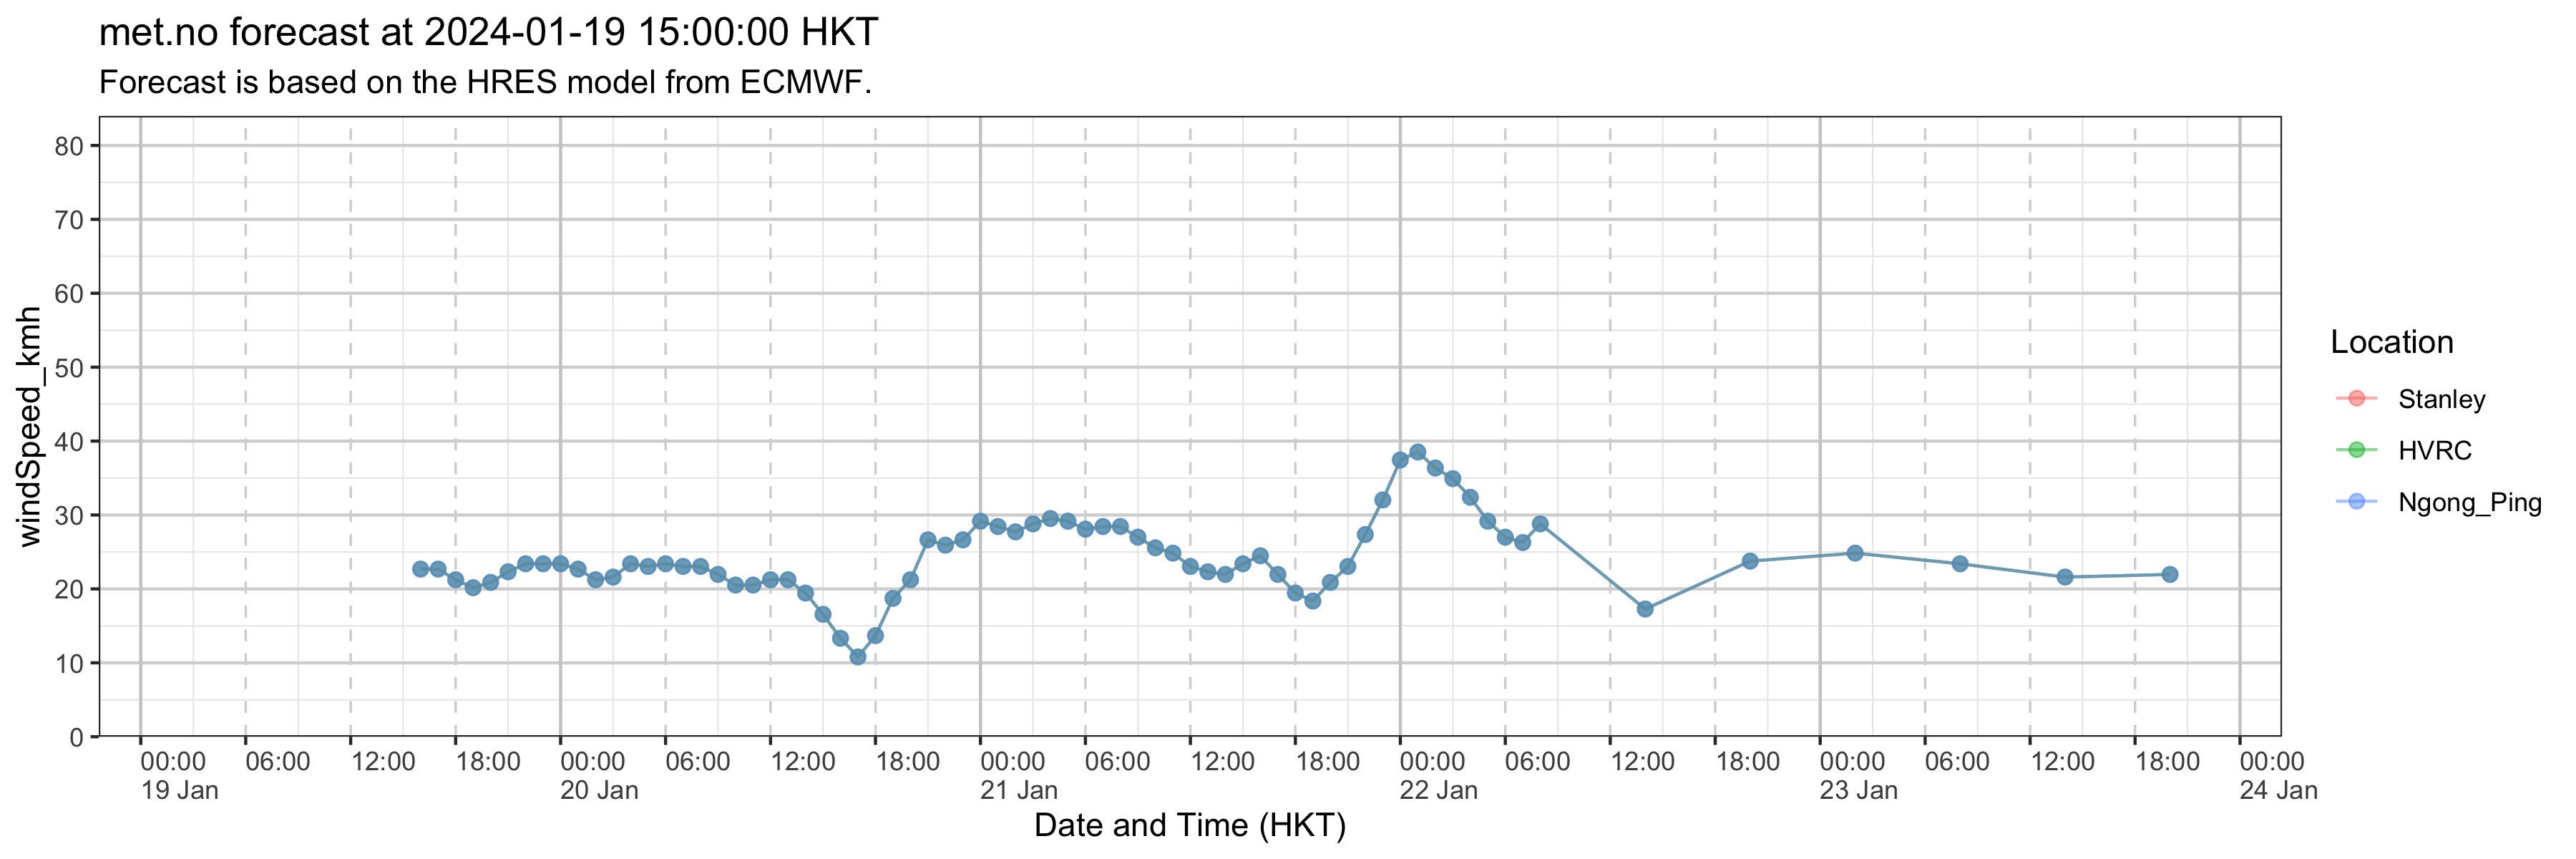 met.no forecast at 2024-01-19 15:00:00 HKT
Forecast is based on the HRES model from ECMWF.
windSpeed_kmh
80
70
60
50
40
30
20
10
0
00:00 06:00 12:00 18:00 00:00 06:00 12:00 18:00 00:00 06:00 12:00 18:00 00:00 06:00 12:00 18:00 00:00 06:00 12:00 18:00 00:00
19 Jan 20 Jan 21 Jan 22 Jan 23 Jan 24 Jan
Date and Time (HKT)
Location
Stanley
HVRC
Ngong_Ping